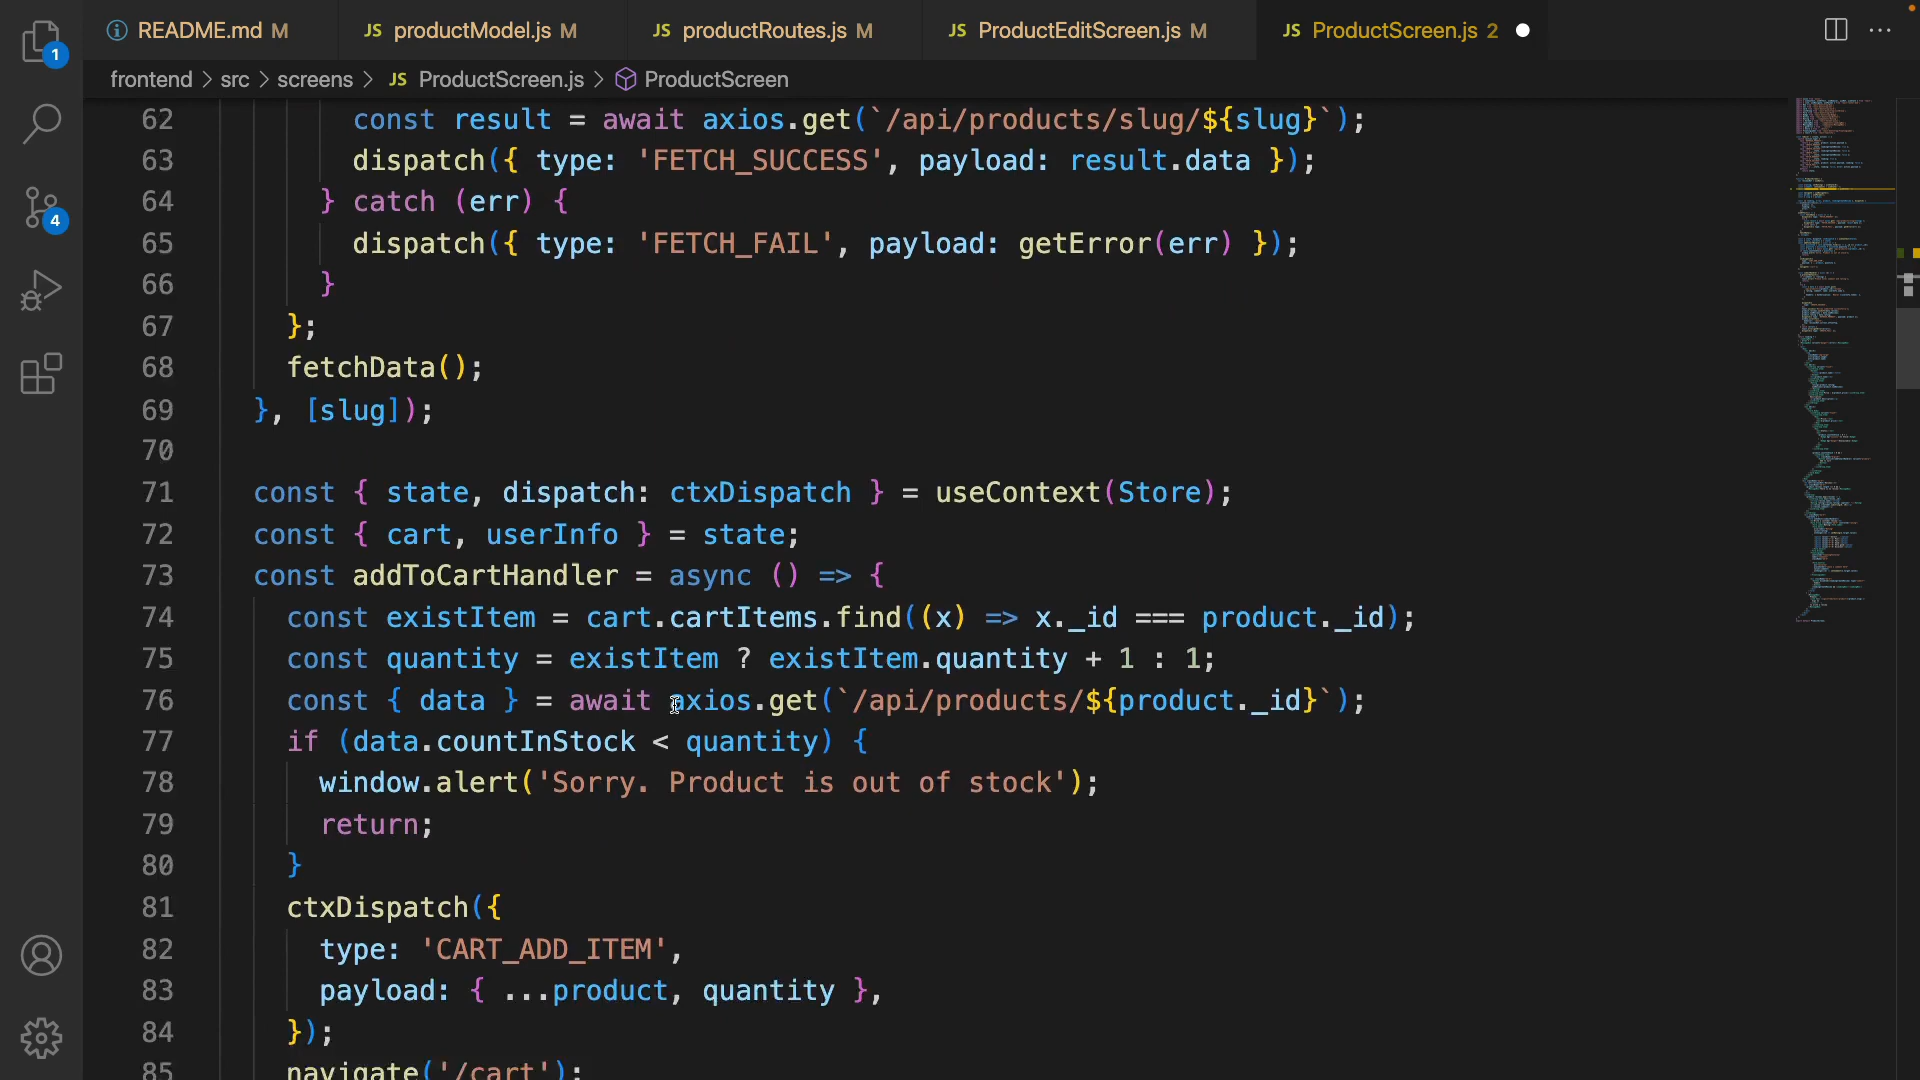 README.md M JS productModel.js M JS productRoutes.js M JS ProductEditScreen.js M JS ProductScreen.js 2
frontend > src > screens > JS ProductScreen.js > ProductScreen
1
4
62 const result = await axios.get(`/api/products/slug/${slug}`);
63 dispatch({ type: 'FETCH_SUCCESS', payload: result.data });
64 } catch (err) {
65 dispatch({ type: 'FETCH_FAIL', payload: getError(err) });
66 }
67 };
68 fetchData();
69 }, [slug]);
70
71 const { state, dispatch: ctxDispatch } = useContext(Store);
72 const { cart, userInfo } = state;
73 const addToCartHandler = async () => {
74 const existItem = cart.cartItems.find((x) => x._id === product._id);
75 const quantity = existItem ? existItem.quantity + 1 : 1;
76 const { data } = await axios.get(`/api/products/${product._id}`);
77 if (data.countInStock < quantity) {
78 window.alert('Sorry. Product is out of stock');
79 return;
80 }
81 ctxDispatch({
82 type: 'CART_ADD_ITEM',
83 payload: { ...product, quantity },
84 });
85 navigate('/cart');